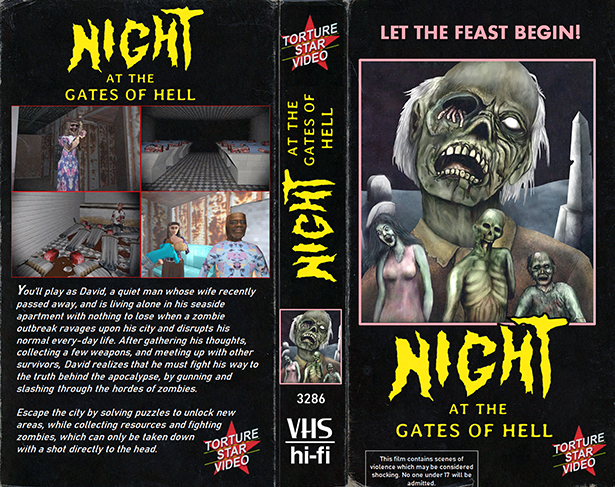 NIGHT
AT THE
GATES OF HELL
You'll play as David, a quiet man whose wife recently
passed away, and is living alone in his seaside
apartment with nothing to lose when a zombie
outbreak ravages upon his city and disrupts his
normal every-day life. After gathering his thoughts,
collecting a few weapons, and meeting up with other
survivors, David realizes that he must fight his way to
the truth behind the apocalypse, by gunning and
slashing through the hordes of zombies.
Escape the city by solving puzzles to unlock new
areas, while collecting resources and fighting
zombies, which can only be taken down
with a shot directly to the head.
TORTURE
STAR
VIDEO
TORTURE
STAR
VIDEO
NIGHT
AT THE
GATES OF
HELL
3286
VHS
hi-fi
LET THE FEAST BEGIN!
NIGHT
AT THE
GATES OF HELL
This film contains scenes of
violence which may be considered
shocking. No one under 17 will be
admitted.
TORTURE
STAR
VIDEO